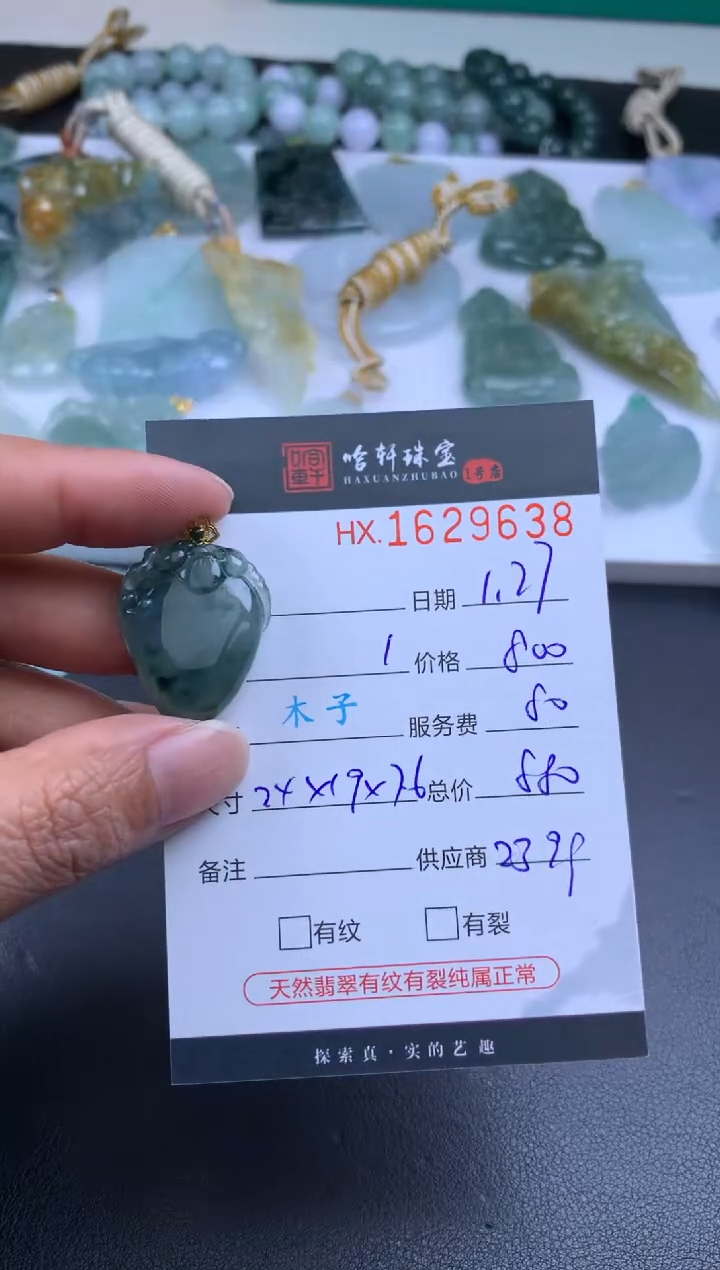 哈轩珠宝
HAXUANZHUBAO
1号店
HX.1629638
日期 1.27
1 价格 800
木子 服务费 80
寸 24×19×7.6 总价 880
备注 供应商
有纹 有裂
天然翡翠有纹有裂纯属正常
探索真·实的艺趣